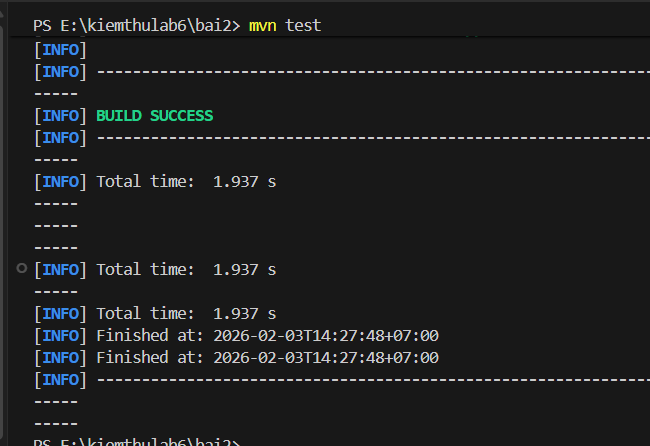 PS E:\kiemthulab6\bai2> mvn test
[INFO]
[INFO] -----------------------------------------------------------------
-----
[INFO] BUILD SUCCESS
[INFO] -----------------------------------------------------------------
-----
[INFO] Total time:  1.937 s
-----
-----
-----
[INFO] Total time:  1.937 s
-----
[INFO] Total time:  1.937 s
[INFO] Finished at: 2026-02-03T14:27:48+07:00
[INFO] Finished at: 2026-02-03T14:27:48+07:00
[INFO] -----------------------------------------------------------------
-----
-----
PS E:\kiemthulab6\bai2>